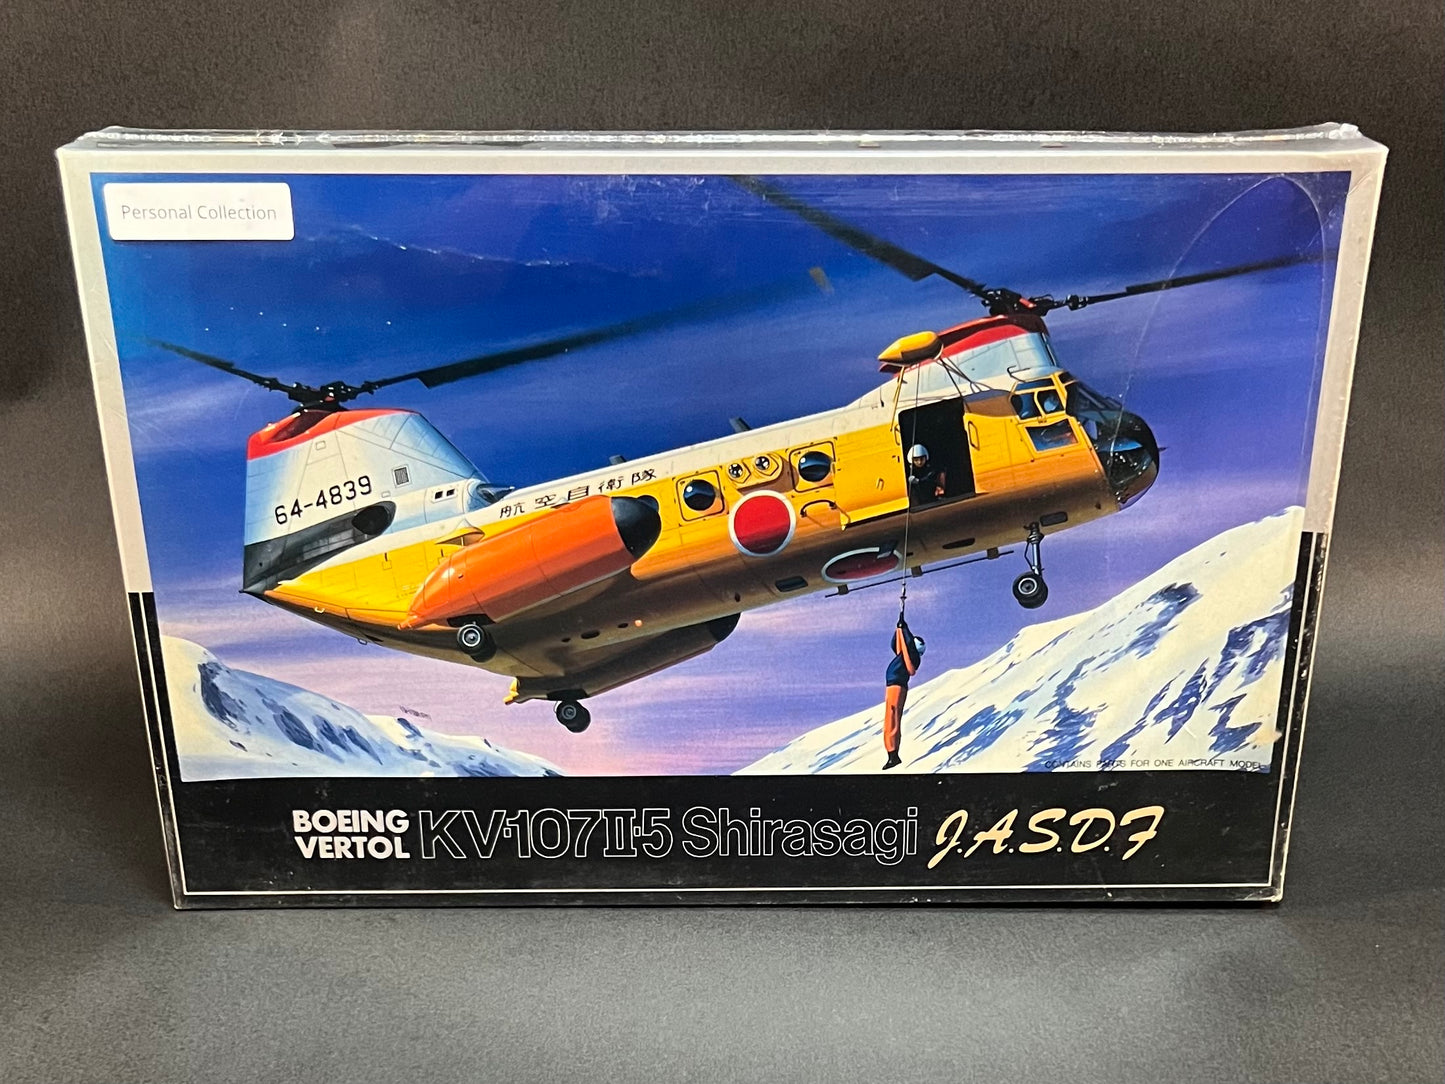 Personal Collection
64-4839
航空自衛隊
CONTAINS PARTS FOR ONE AIRCRAFT MODEL
BOEING VERTOL KV-107II-5 Shirasagi J.A.S.D.F